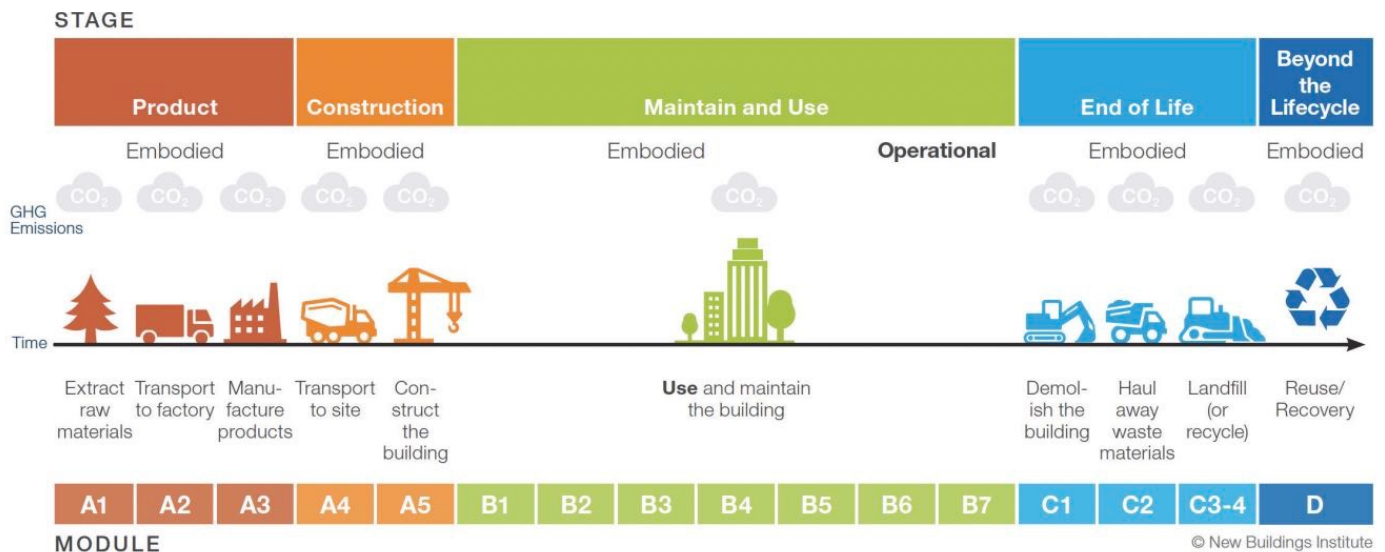 STAGE
Product
Construction
Maintain and Use
End of Life
Beyond
the
Lifecycle
Embodied
Embodied
Embodied
Operational
Embodied
Embodied
GHG
Emissions
CO2
CO2
CO2
CO2
CO2
CO2
CO2
CO2
CO2
CO2
Time
Extract
raw
materials
Transport
to factory
Manu-
facture
products
Transport
to site
Con-
struct
the
building
Use and maintain
the building
Demol-
ish the
building
Haul
away
waste
materials
Landfill
(or
recycle)
Reuse/
Recovery
A1 A2 A3 A4 A5 B1 B2 B3 B4 B5 B6 B7 C1 C2 C3-4 D
MODULE
© New Buildings Institute